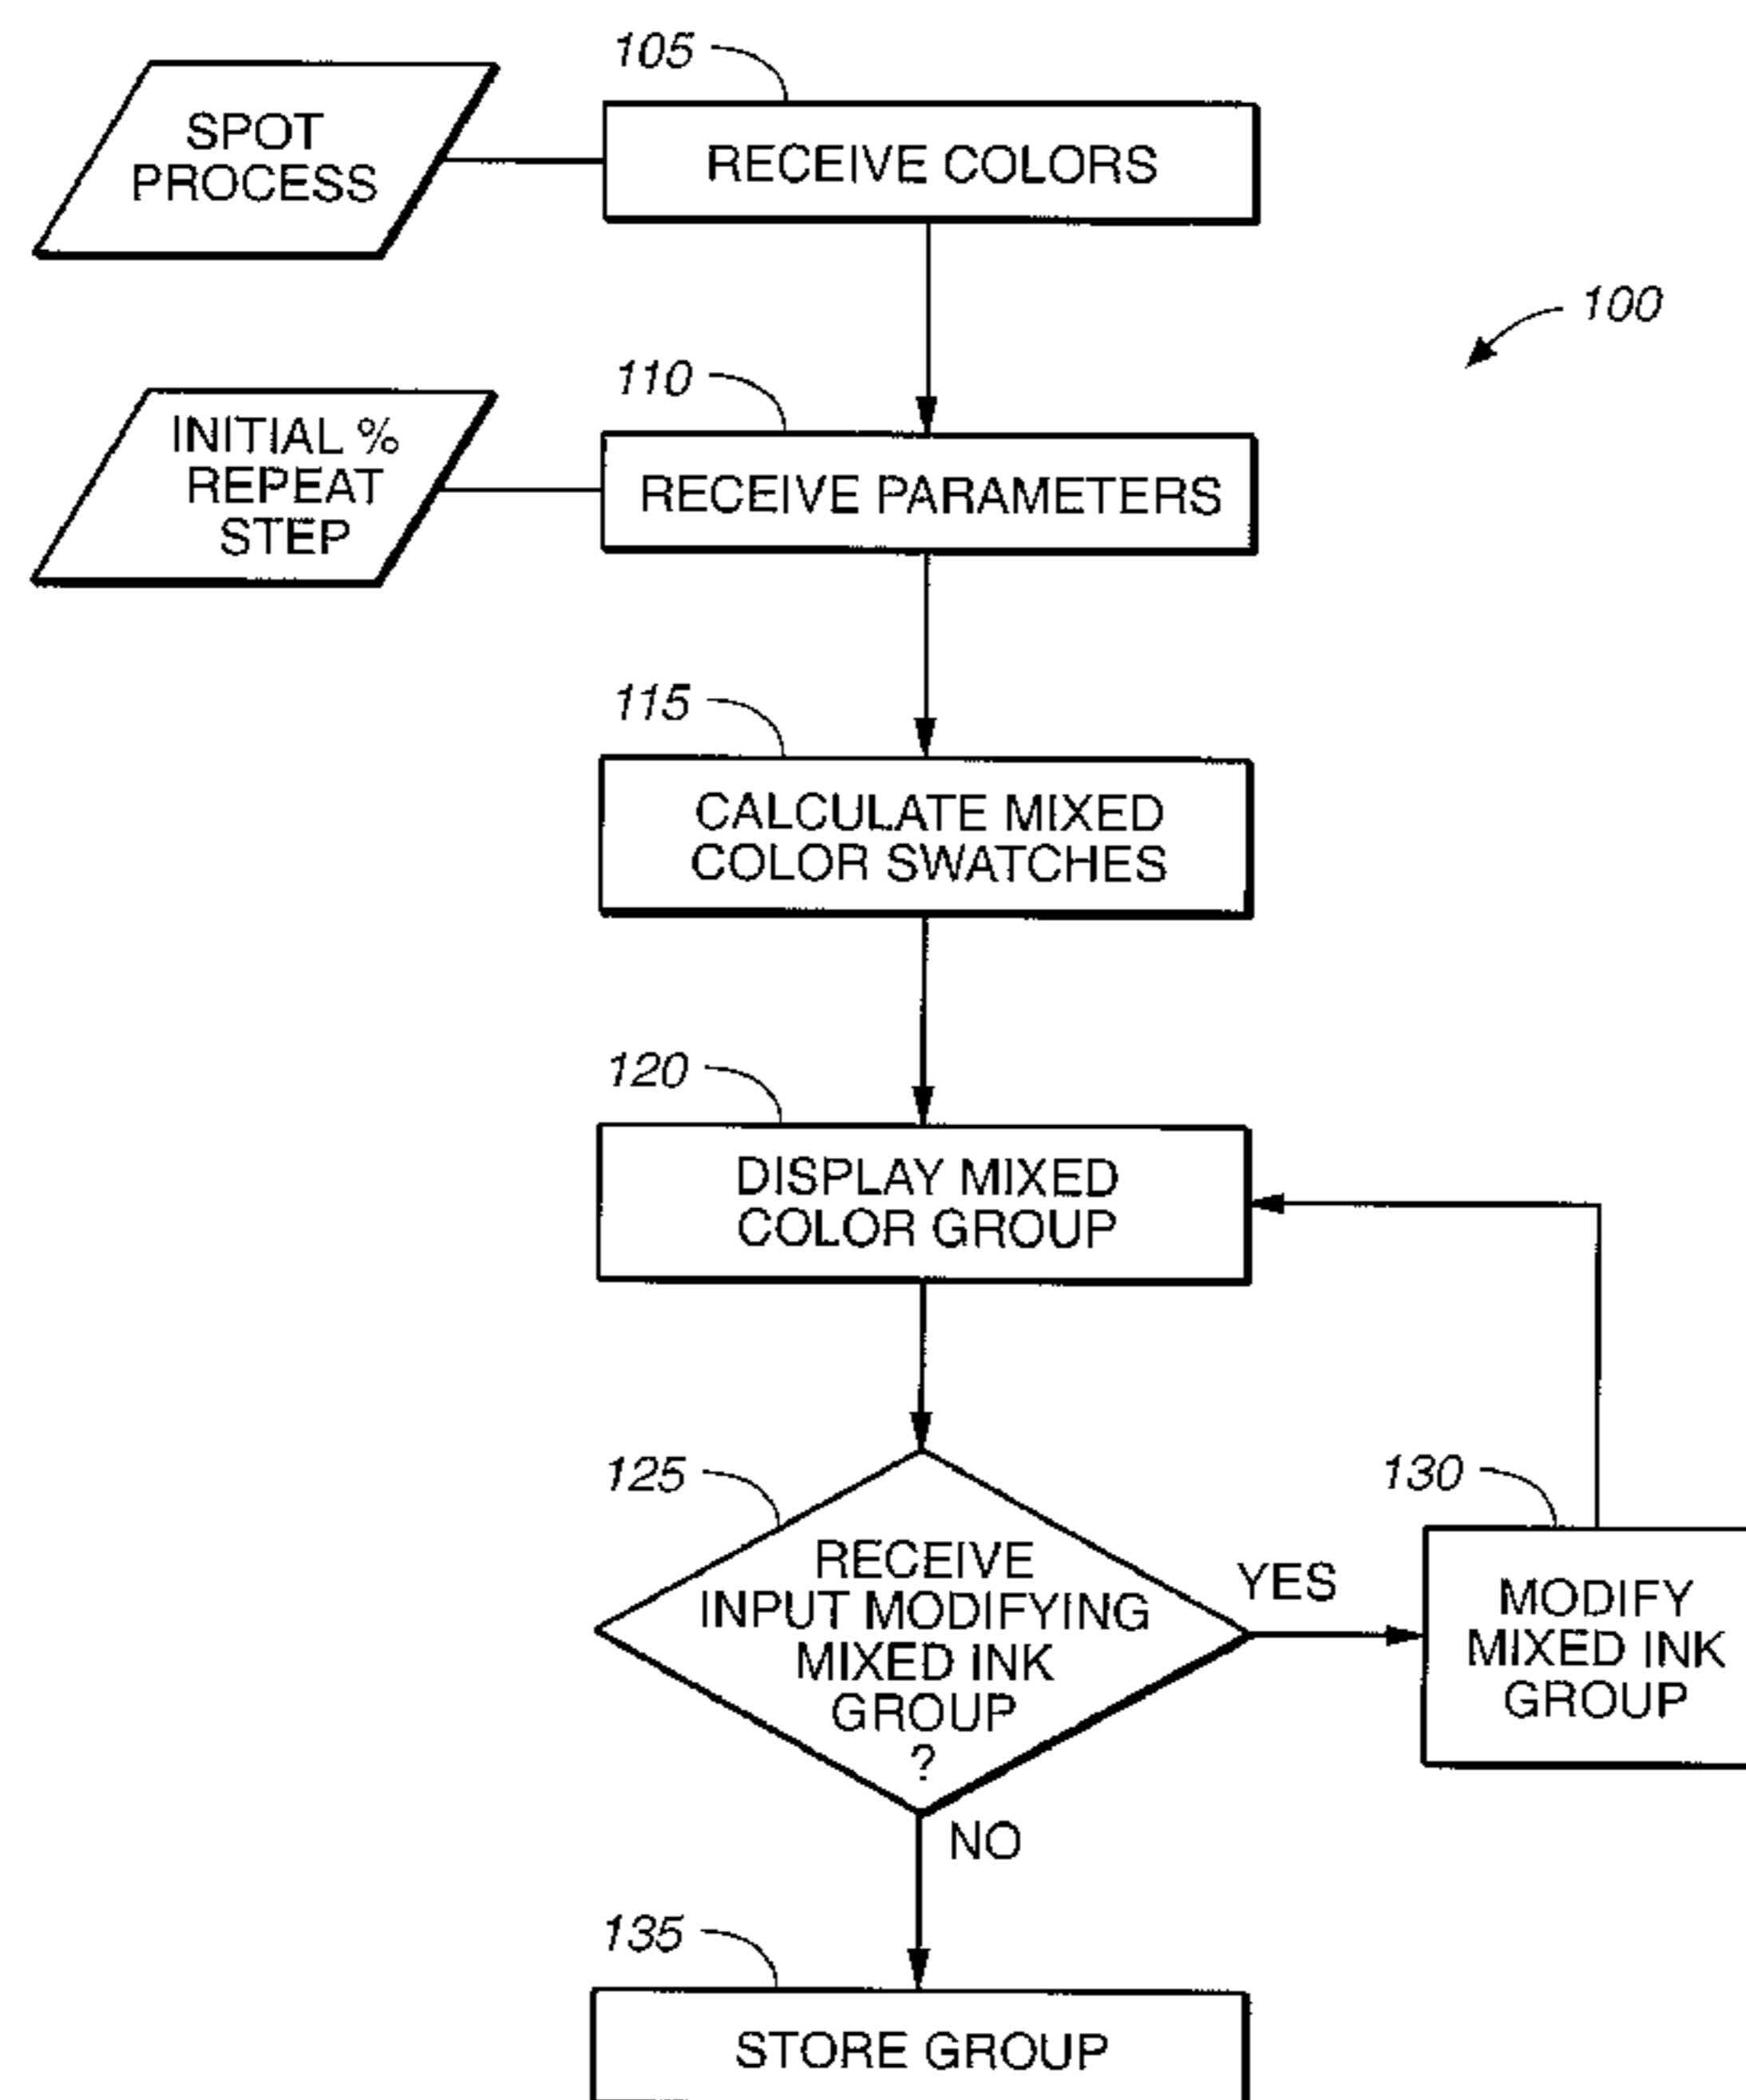 105
SPOT
PROCESS
RECEIVE COLORS
100
110
INITIAL %
REPEAT
STEP
RECEIVE PARAMETERS
115
CALCULATE MIXED
COLOR SWATCHES
120
DISPLAY MIXED
COLOR GROUP
125
RECEIVE
INPUT MODIFYING
MIXED INK
GROUP
?
YES
130
MODIFY
MIXED INK
GROUP
NO
135
STORE GROUP